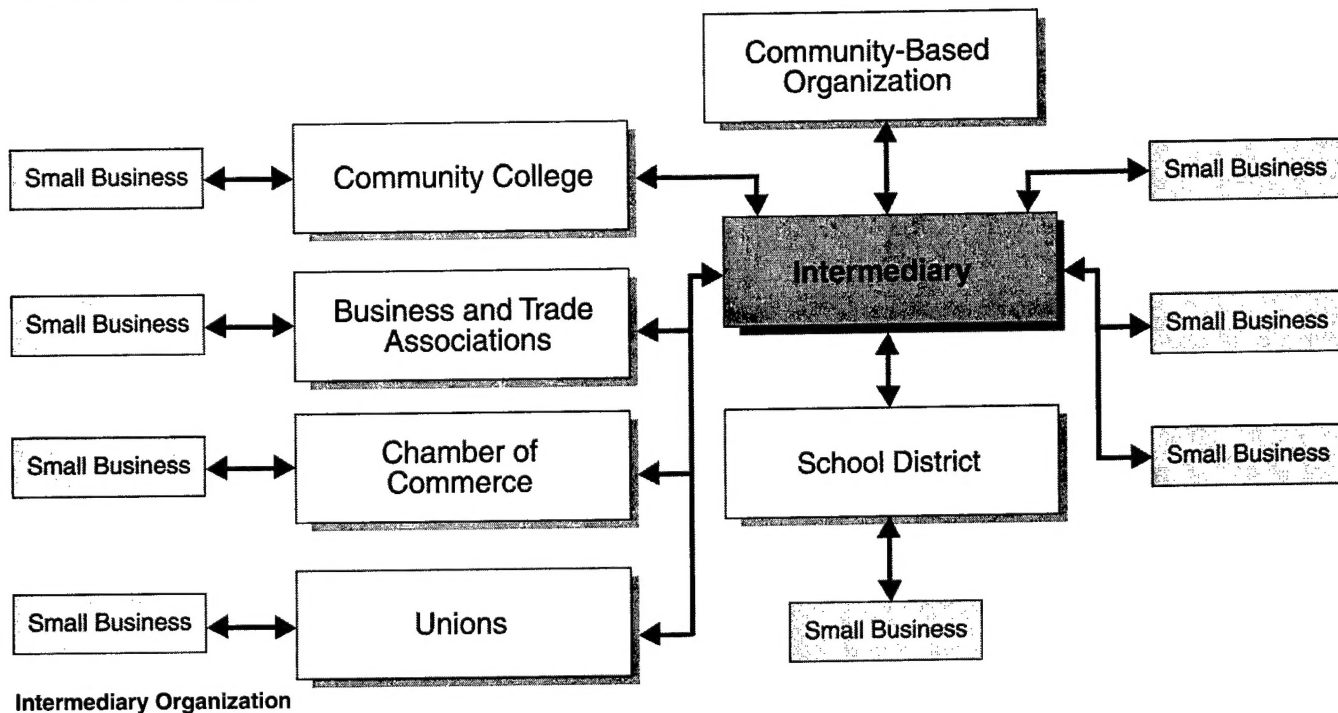 Community-Based
Organization
Small Business
Community College
Small Business
Intermediary
Small Business
Business and Trade
Associations
Small Business
Small Business
Chamber of
Commerce
School District
Small Business
Small Business
Unions
Small Business
Intermediary Organization